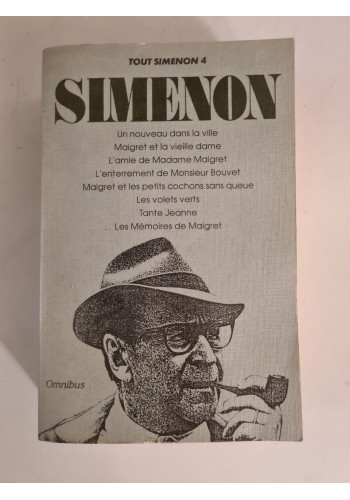 TOUT SIMENON 4
SIMENON
Un nouveau dans la ville
Maigret et la vieille dame
L'amie de Madame Maigret
L'enterrement de Monsieur Bouvet
Maigret et les petits cochons sans queue
Les volets verts
Tante Jeanne
Les Mémoires de Maigret
Omnibus